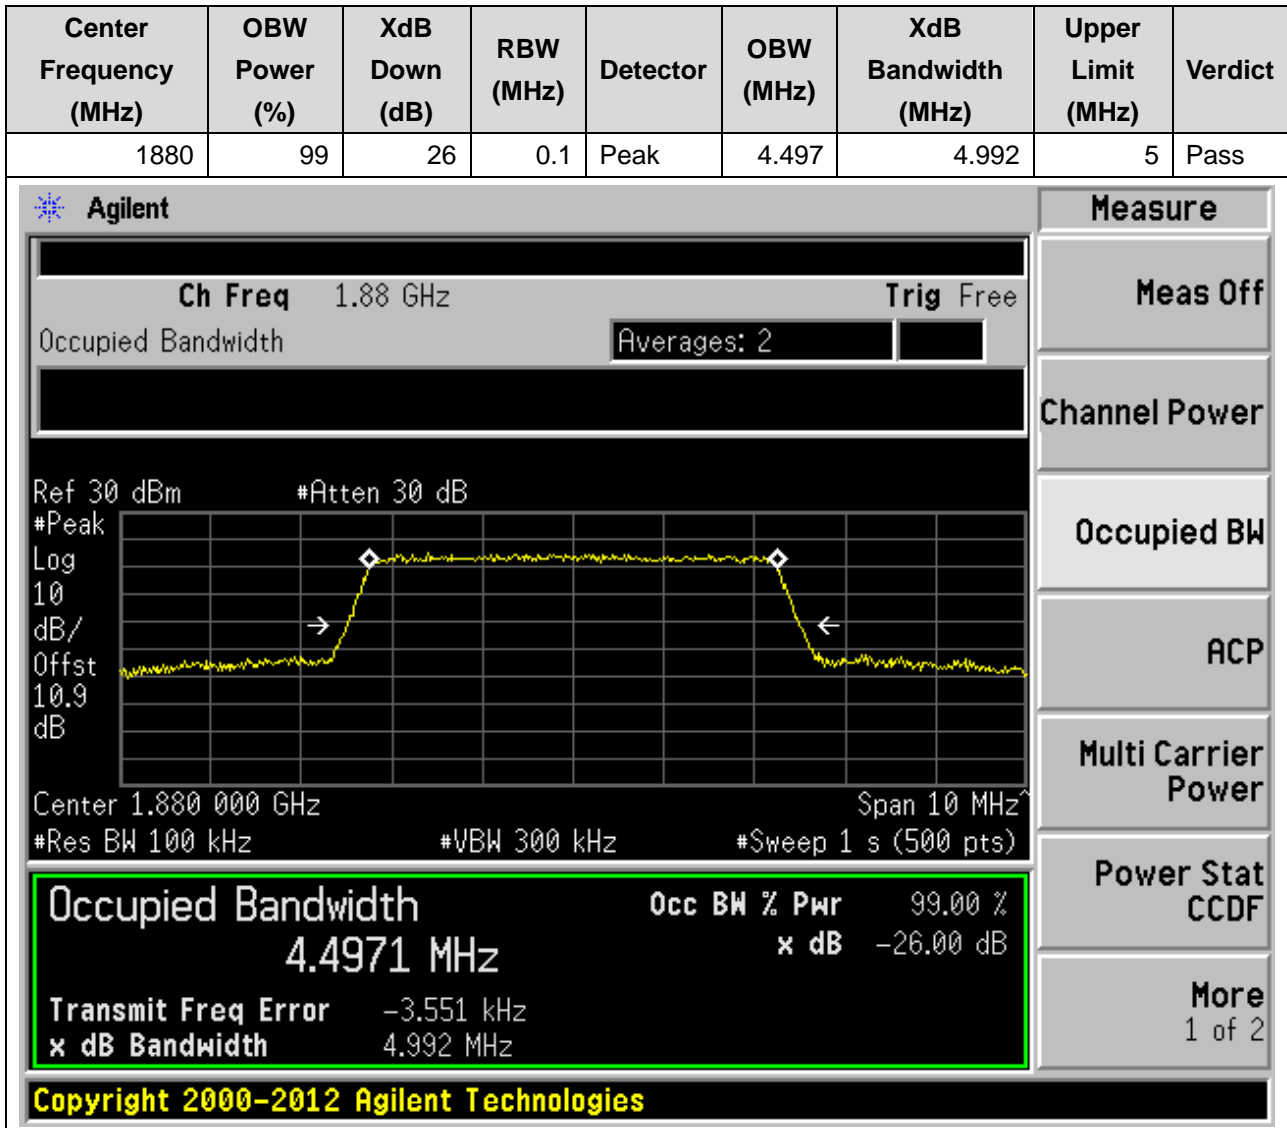 Center Frequency (MHz) OBW Power (%) XdB Down (dB) RBW (MHz) Detector OBW (MHz) XdB Bandwidth (MHz) Upper Limit (MHz) Verdict
1880 99 26 0.1 Peak 4.497 4.992 5 Pass
Agilent
Measure
Ch Freq 1.88 GHz Trig Free
Meas Off
Occupied Bandwidth Averages: 2
Channel Power
Ref 30 dBm #Atten 30 dB
#Peak
Log
10
dB/
Offst
10.9
dB
Occupied BW
ACP
Multi Carrier
Power
Center 1.880 000 GHz Span 10 MHz^
#Res BW 100 kHz #VBW 300 kHz #Sweep 1 s (500 pts)
Power Stat
CCDF
Occupied Bandwidth Occ BW % Pwr 99.00 %
4.4971 MHz x dB -26.00 dB
Transmit Freq Error -3.551 kHz
x dB Bandwidth 4.992 MHz
More
1 of 2
Copyright 2000-2012 Agilent Technologies